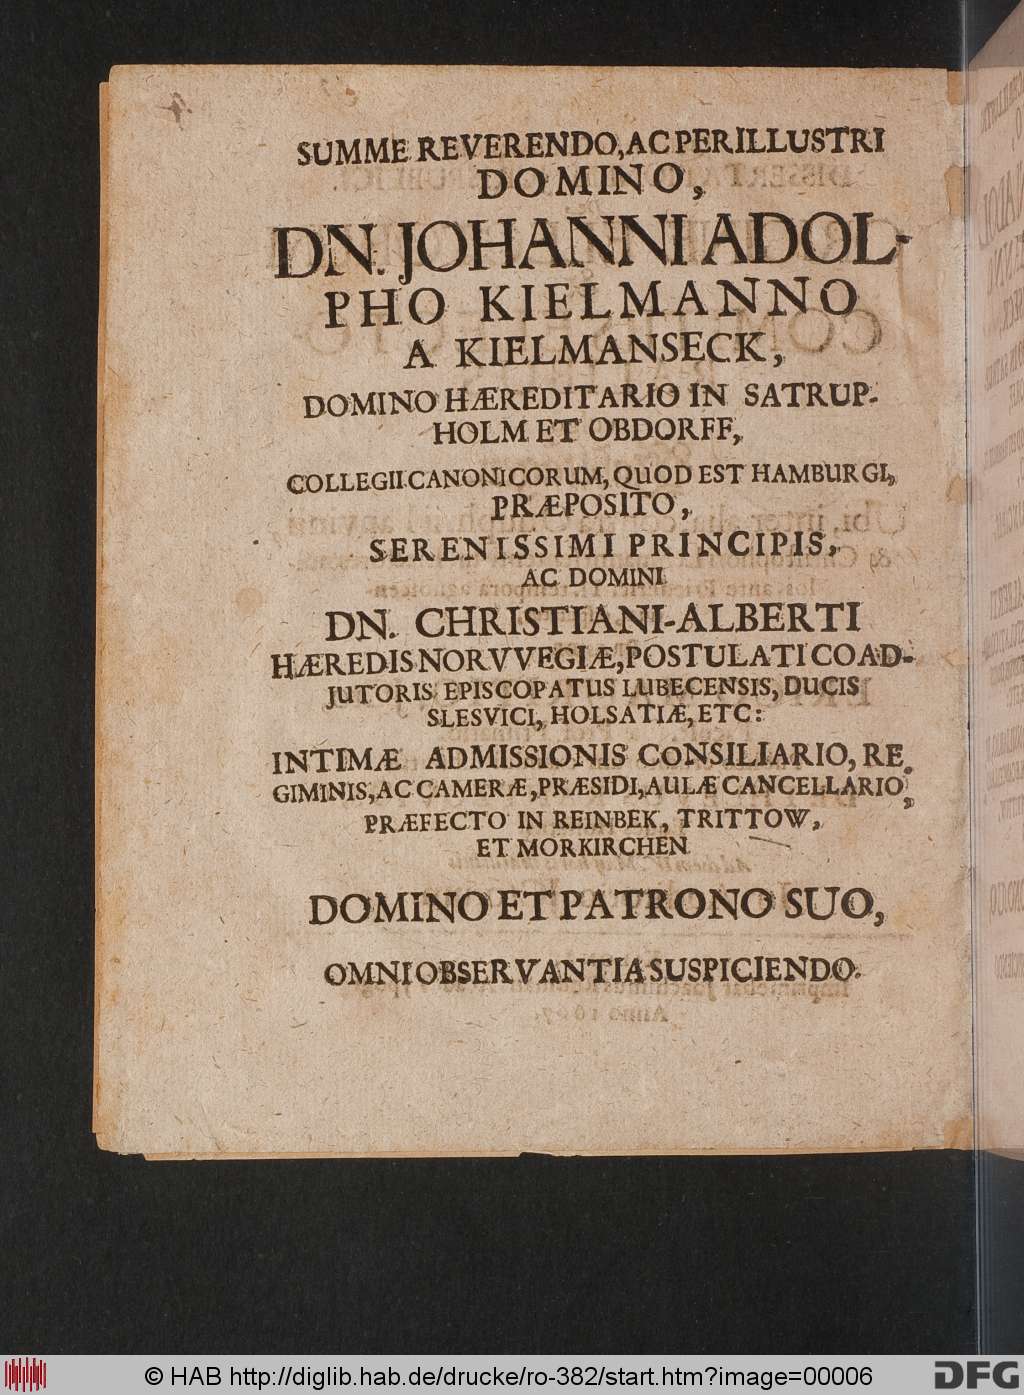 SUMME REVERENDO, AC PERILLUSTRI
DOMINO,
DN. JOHANNI ADOL-
PHO KIELMANNO
A KIELMANSECK,
DOMINO HÆREDITARIO IN SATRUP-
HOLM ET OBDORFF,
COLLEGII CANONICORUM, QUOD EST HAMBURGI,
PRÆPOSITO,
SERENISSIMI PRINCIPIS,
AC DOMINI
DN. CHRISTIANI-ALBERTI
HÆREDIS NORVVEGIÆ, POSTULATI COAD-
JUTORIS EPISCOPATUS LUBECENSIS, DUCIS
SLESVICI, HOLSATIÆ, ETC:
INTIMÆ ADMISSIONIS CONSILIARIO, RE-
GIMINIS, AC CAMERÆ, PRÆSIDI, AULÆ CANCELLARIO,
PRÆFECTO IN REINBEK, TRITTOW,
ET MORKIRCHEN
DOMINO ET PATRONO SUO,
OMNI OBSERVANTIA SUSPICIENDO.
© HAB http://diglib.hab.de/drucke/ro-382/start.htm?image=00006
DFG